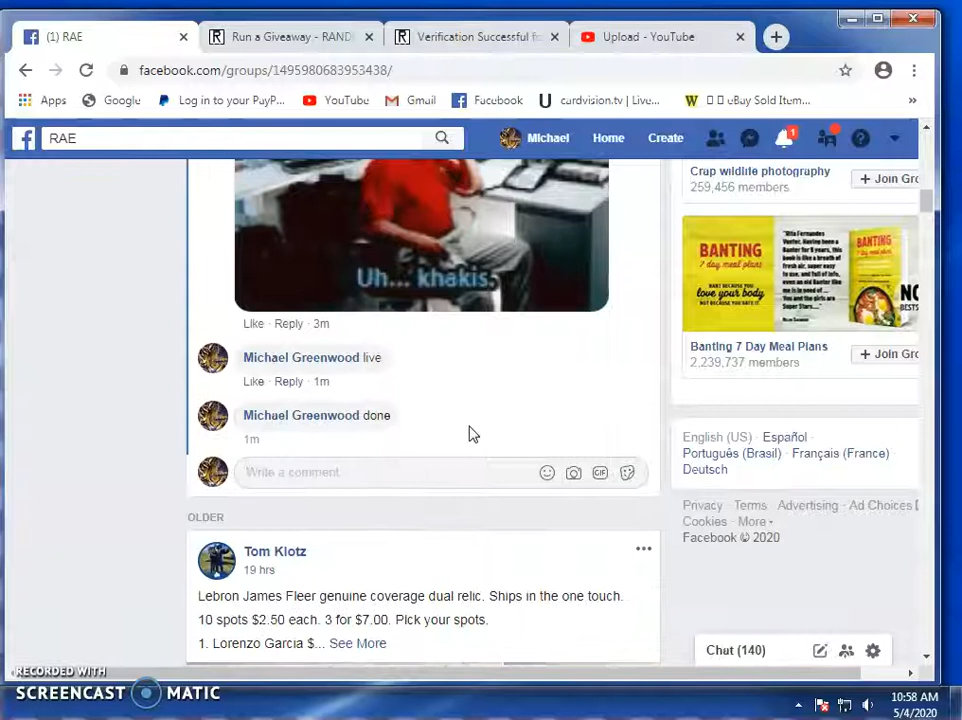 (1) RAE
Run a Giveaway - RAND
Verification Successful fo
Upload - YouTube
facebook.com/groups/1495980683953438/
Apps
Google
Log in to your PayP...
YouTube
Gmail
Facebook
cardvision.tv | Live...
eBay Sold Item...
»
RAE
Michael
Home
Create
1
Crap wildlife photography
259,456 members
+ Join Gro
Uh... khakis.
BANTING
7 day meal plans
love your body
BANTING
Banting 7 Day Meal Plans
2,239,737 members
+ Join Gro
Like · Reply · 3m
Michael Greenwood live
Like · Reply · 1m
Michael Greenwood done
1m
Write a comment
GIF
English (US) · Español ·
Português (Brasil) · Français (France) ·
Deutsch
Privacy · Terms · Advertising · Ad Choices
Cookies · More
Facebook © 2020
OLDER
Tom Klotz
19 hrs
Lebron James Fleer genuine coverage dual relic. Ships in the one touch.
10 spots $2.50 each. 3 for $7.00. Pick your spots.
1. Lorenzo Garcia $... See More
Chat (140)
RECORDED WITH
SCREENCAST MATIC
10:58 AM
5/4/2020